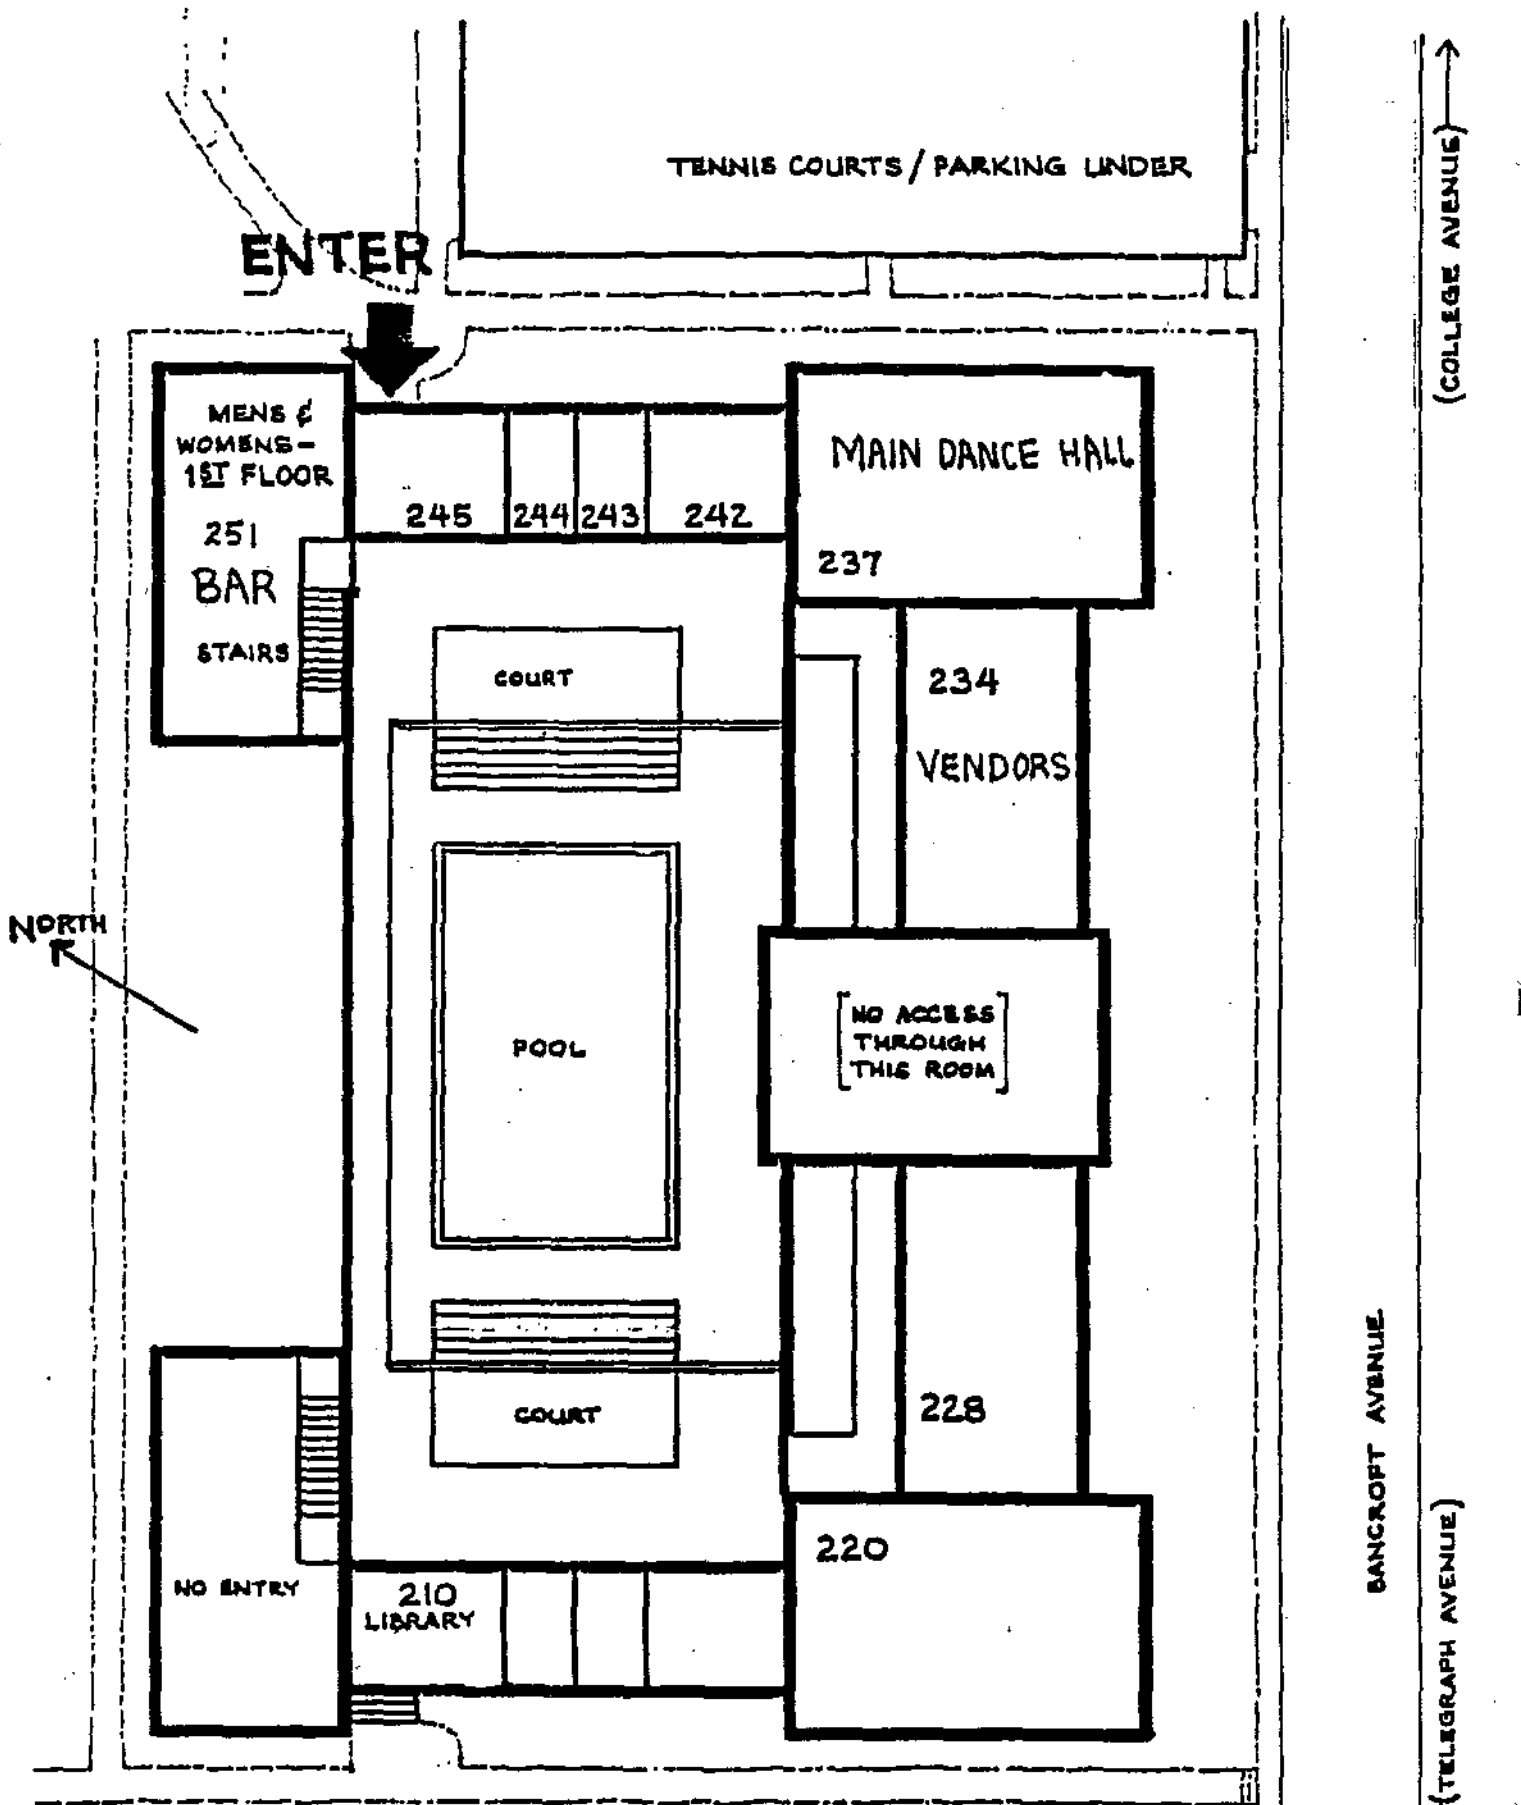 TENNIS COURTS / PARKING UNDER
(COLLEGE AVENUE)
ENTER
MENS &
WOMENS-
1ST FLOOR
251
BAR
STAIRS
245
244
243
242
MAIN DANCE HALL
237
COURT
234
VENDORS
NORTH
POOL
[NO ACCESS
THROUGH
THIS ROOM]
COURT
228
BANCROFT AVENUE
220
NO ENTRY
210
LIBRARY
(TELEGRAPH AVENUE)